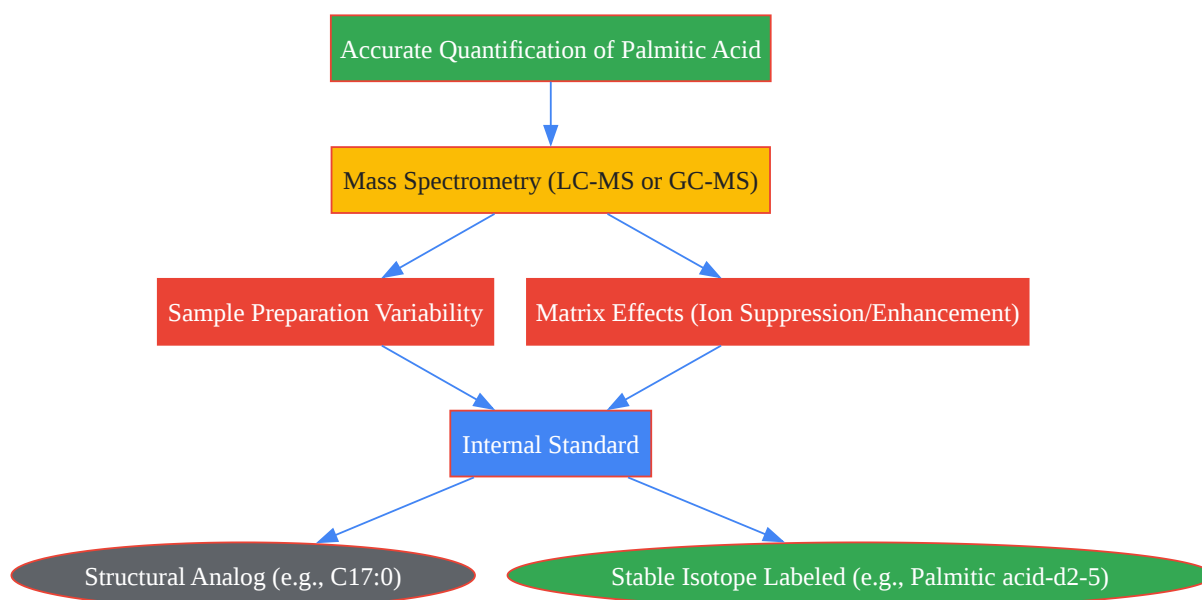 Accurate Quantification of Palmitic Acid
Mass Spectrometry (LC-MS or GC-MS)
Sample Preparation Variability
Matrix Effects (Ion Suppression/Enhancement)
Internal Standard
Structural Analog (e.g., C17:0)
Stable Isotope Labeled (e.g., Palmitic acid-d2-5)